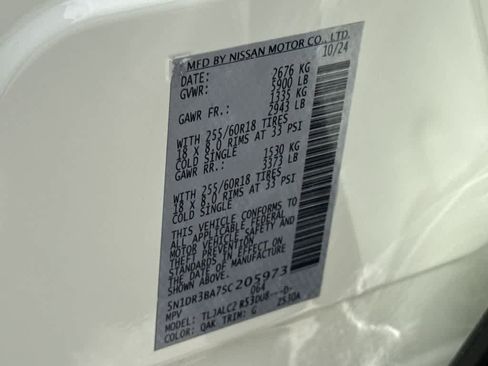 MFD BY NISSAN MOTOR CO., LTD.
DATE: 10/24
GVWR: 2676 KG
5900 LB
GAWR FR.: 1335 KG
2943 LB
WITH 255/60R18 TIRES
18 X 8.0 RIMS AT 33 PSI
COLD SINGLE
GAWR RR.: 1530 KG
3373 LB
WITH 255/60R18 TIRES
18 X 8.0 RIMS AT 33 PSI
COLD SINGLE
THIS VEHICLE CONFORMS TO
ALL APPLICABLE FEDERAL
MOTOR VEHICLE SAFETY AND
THEFT PREVENTION
STANDARDS IN EFFECT ON
THE DATE OF MANUFACTURE
SHOWN ABOVE.
5N1DR3BA7SC205973
MPV 064
MODEL: TLJALC2 R53DU8----D-
COLOR: QAK TRIM: G 2530A